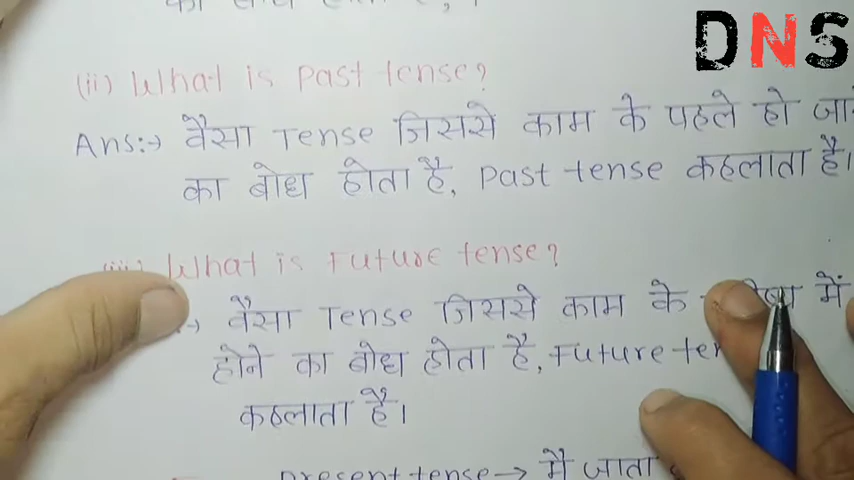 DNS
(ii) What is Past tense?
Ans:→ वैसा Tense जिससे काम के पहले हो
का बोध होता है, Past tense कहलाता है।
What is Future tense?
वैसा Tense जिससे काम के में
होने का बोध होता है, Future
कहलाता है।
Present tense → मैं जाता